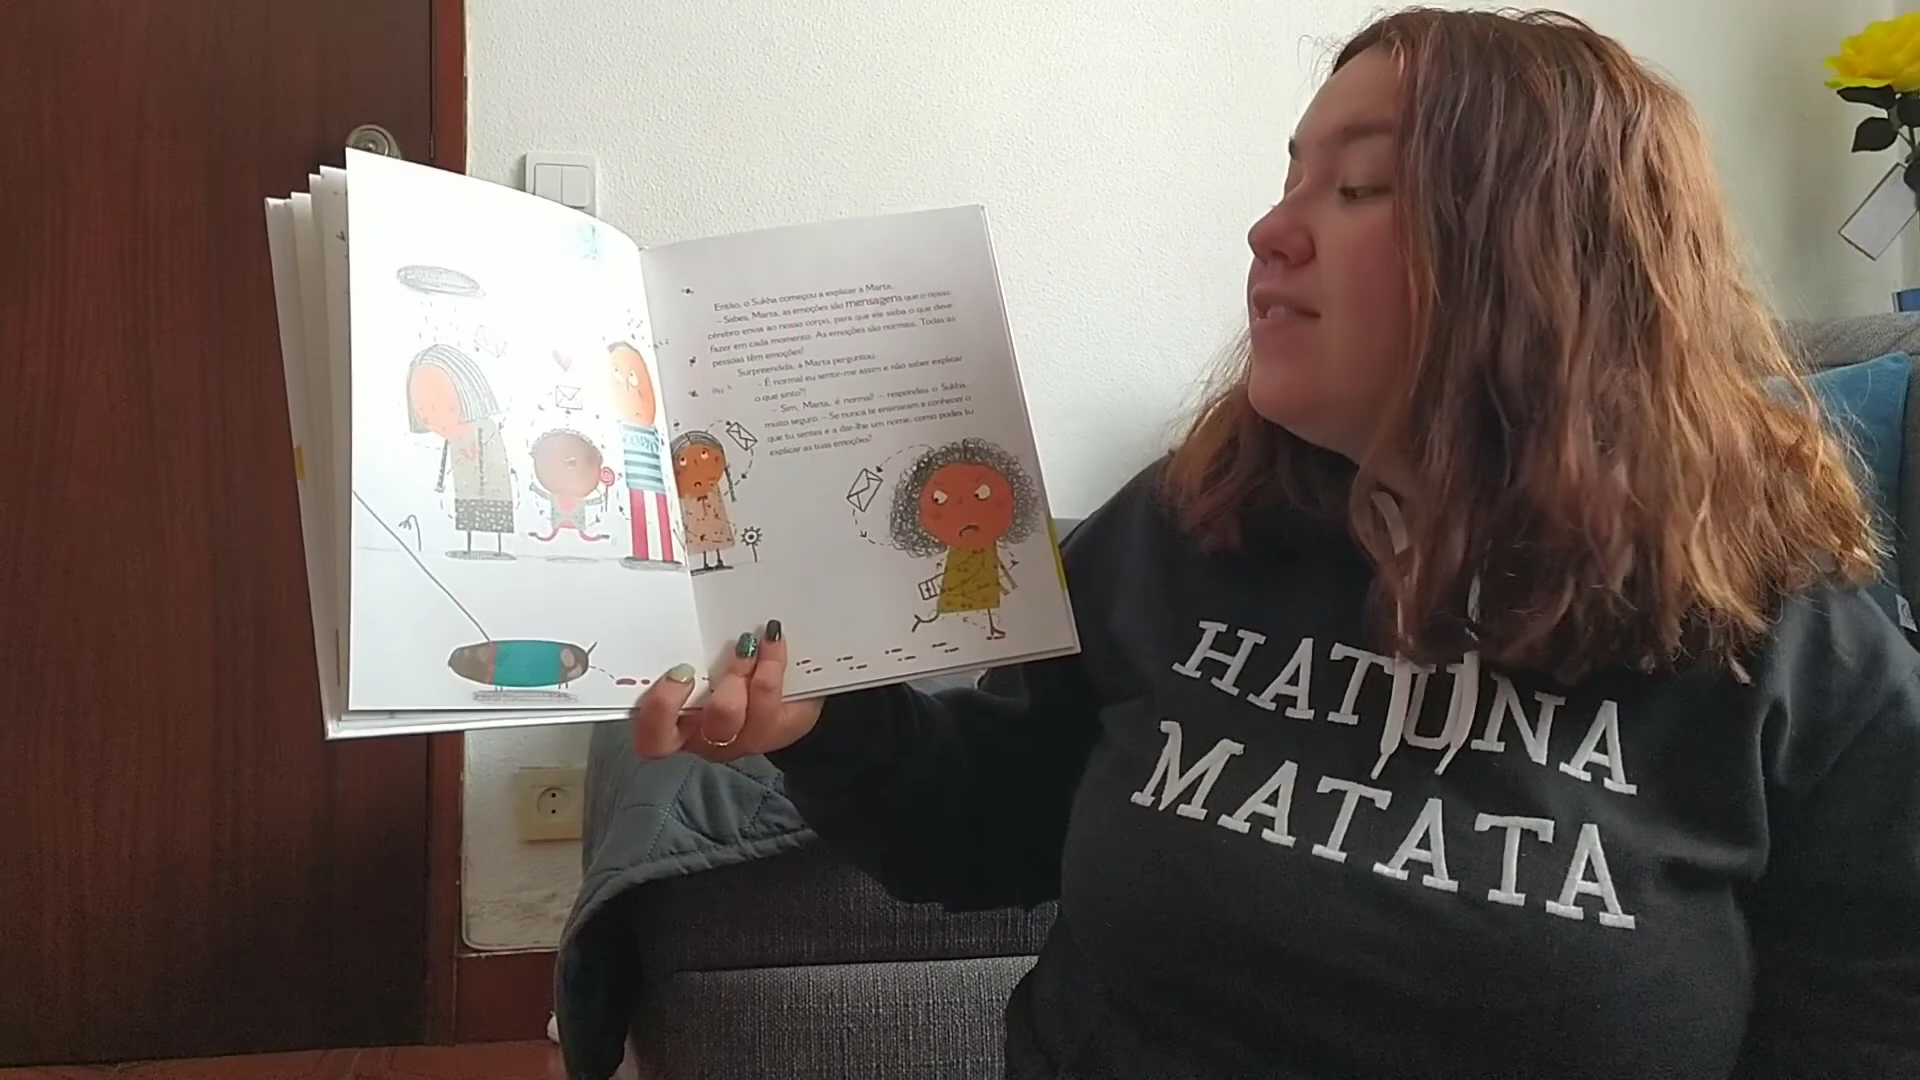 Então, o Sukha começou a explicar à Marta.
– Sabes, Marta, as emoções são mensagens que o nosso
cérebro envia ao nosso corpo, para que ele saiba o que deve
fazer em cada momento. As emoções são normais. Todas as
pessoas têm emoções!
Surpreendida, a Marta perguntou:
– É normal eu sentir-me assim e não saber explicar
o que sinto?!
– Sim, Marta, é normal! – respondeu o Sukha,
muito seguro – Se nunca te ensinaram a conhecer o
que tu sentes e a dar-lhe um nome, como podes tu
explicar as tuas emoções?
HATUNA
MATATA